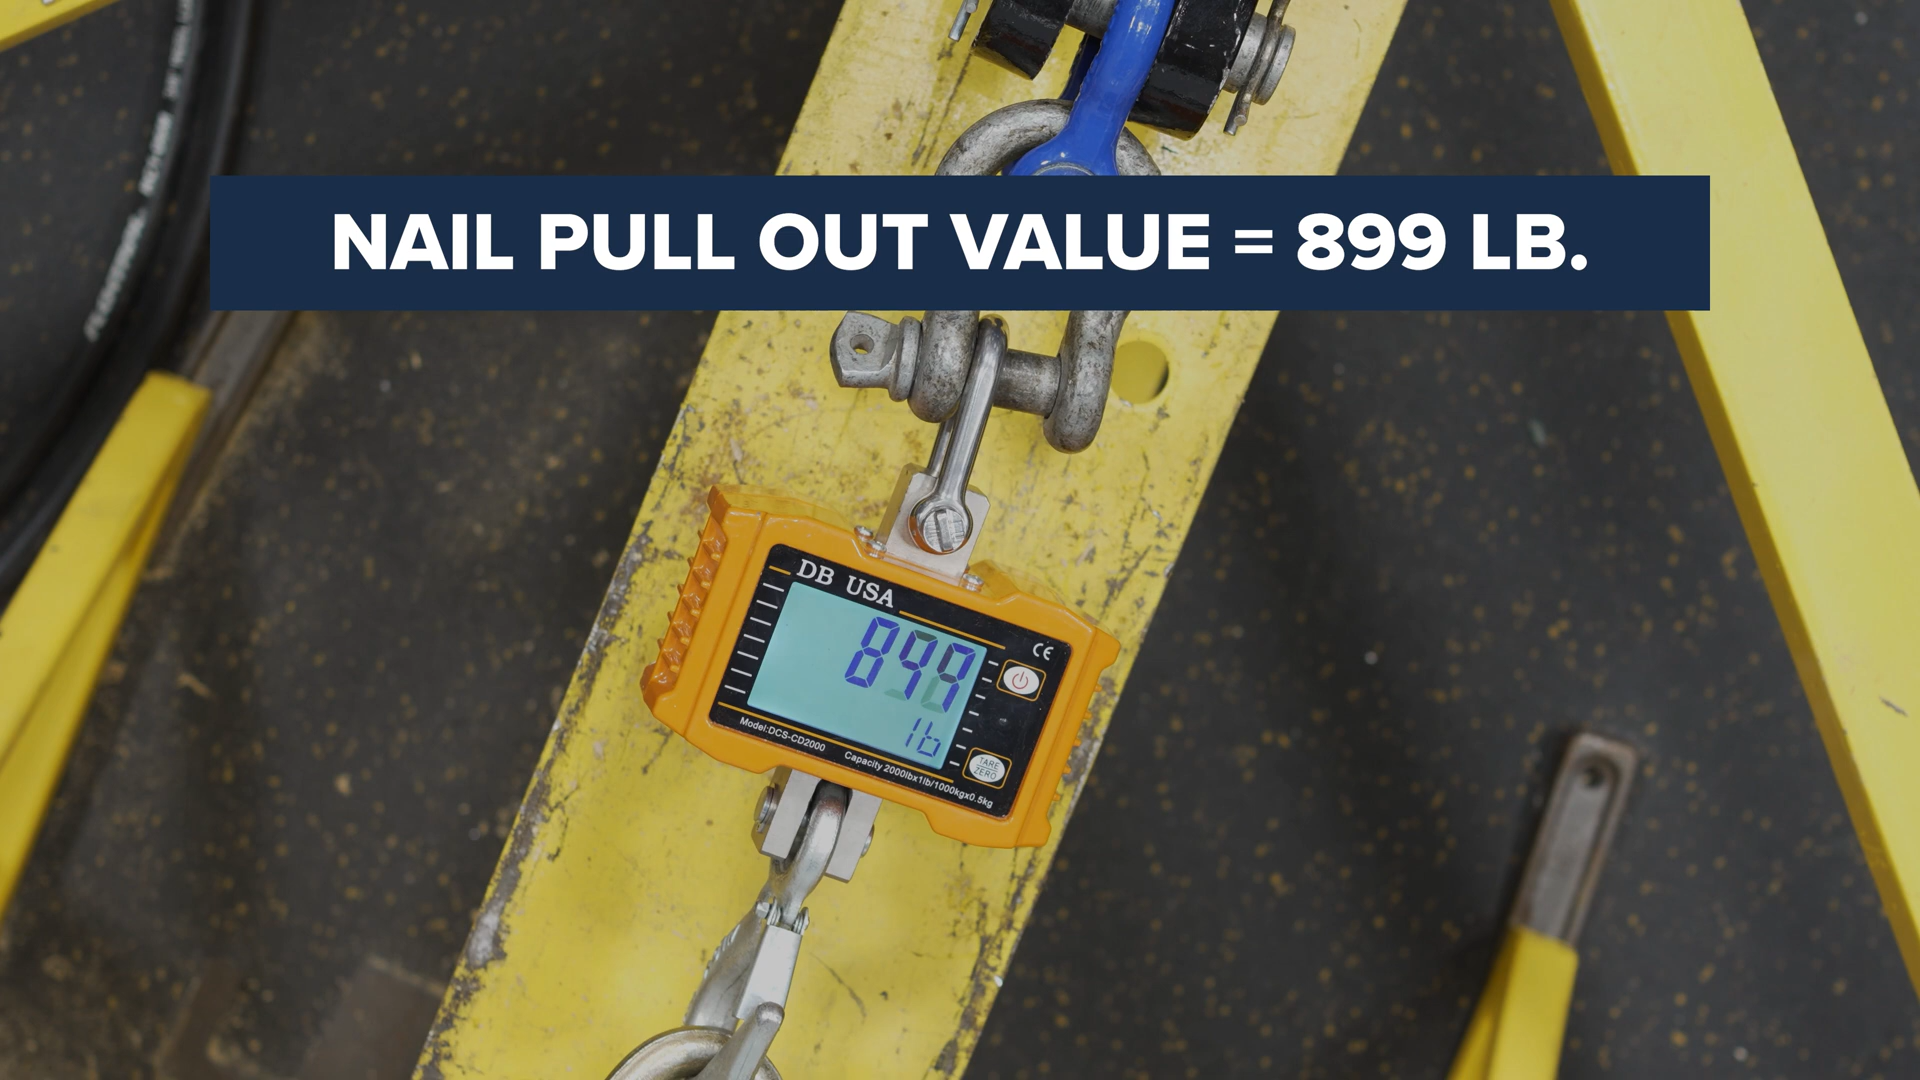 NAIL PULL OUT VALUE = 899 LB.
DB USA
CE
899
lb
Model:DCS-CD2000
Capacity 2000lbx1lb/1000kgx0.5kg
TARE
ZERO